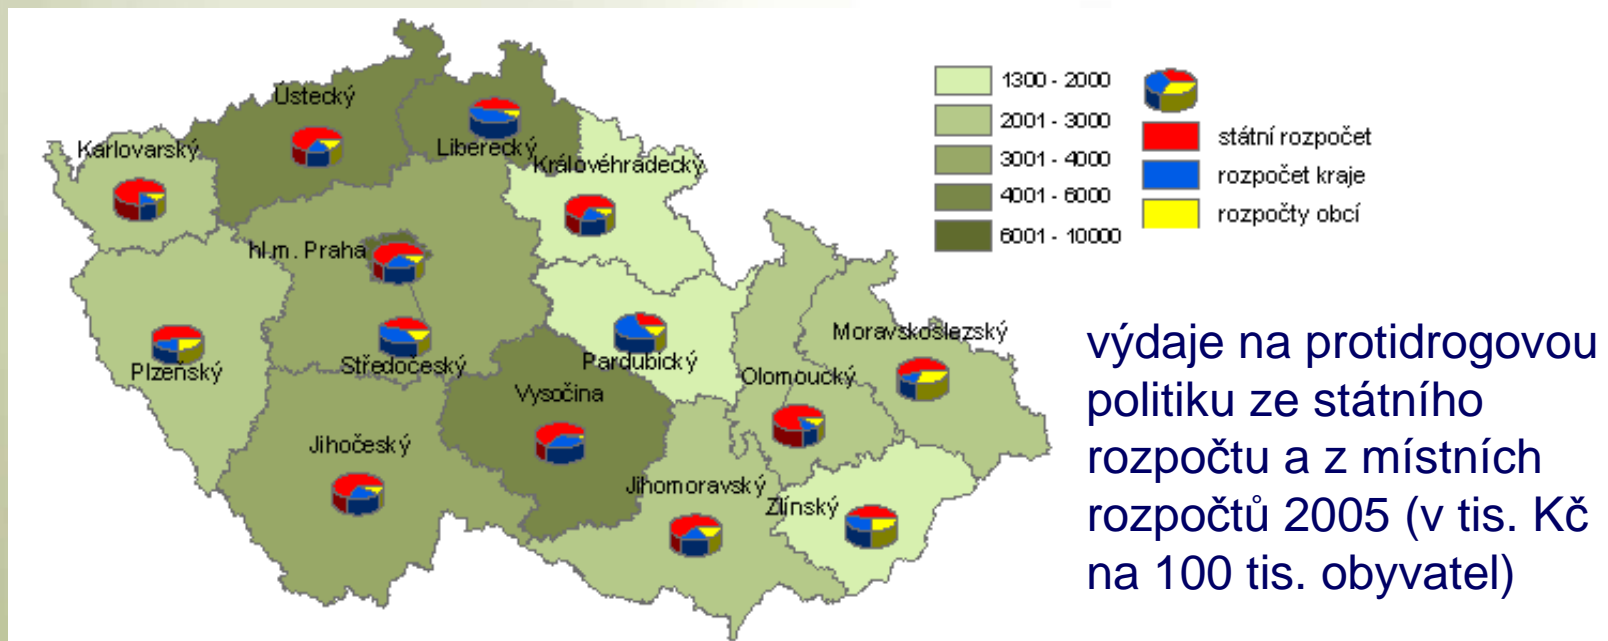 Ústecký
Karlovarský
Liberecký
Královéhradecký
hl.m. Praha
Plzeňský
Středočeský
Pardubický
Vysočina
Jihočeský
Jihomoravský
Olomoucký
Moravskoslezský
Zlínský
1300 - 2000
2001 - 3000
3001 - 4000
4001 - 6000
6001 - 10000
státní rozpočet
rozpočet kraje
rozpočty obcí
výdaje na protidrogovou
politiku ze státního
rozpočtu a z místních
rozpočtů 2005 (v tis. Kč
na 100 tis. obyvatel)